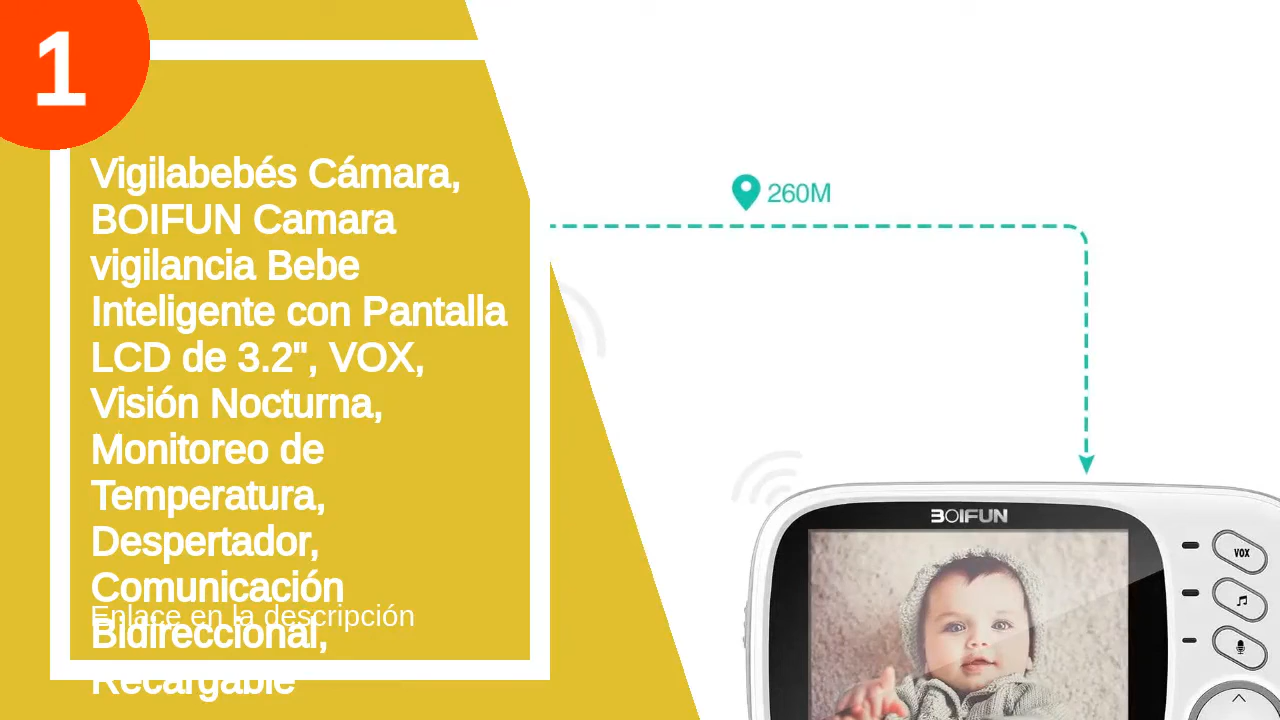 1
Vigilabebés Cámara,
BOIFUN Camara
vigilancia Bebe
Inteligente con Pantalla
LCD de 3.2", VOX,
Visión Nocturna,
Monitoreo de
Temperatura,
Despertador,
Comunicación
Enlace en la descripción
Bidireccional,
Recargable
260M
BOIFUN
VOX